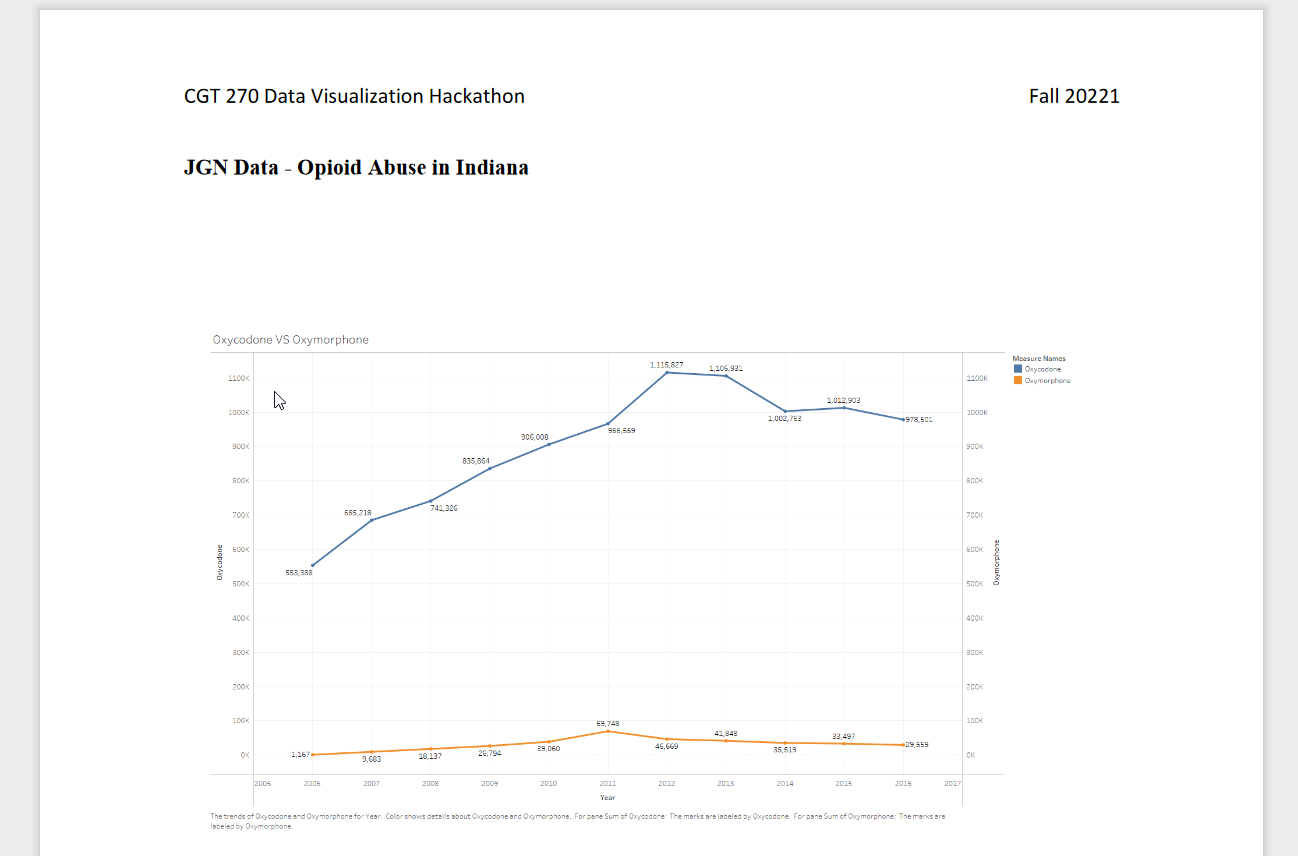 CGT 270 Data Visualization Hackathon Fall 20221
JGN Data - Opioid Abuse in Indiana
Oxycodone VS Oxymorphone
Measure Names
Oxycodone
Oxymorphone
1,115,827 1,105,931
1100K 1100K
1,012,903
1000K 1,002,763 978,501 1000K
906,008 966,559
900K 900K
835,864
800K 800K
741,326
700K 685,218 700K
600K 600K
553,388
500K 500K
Oxycodone
Oxymorphone
400K 400K
300K 300K
200K 200K
100K 100K
69,748
0K 1,167 9,683 18,137 26,794 39,060 46,669 41,848 35,519 33,497 29,659 0K
2005 2006 2007 2008 2009 2010 2011 2012 2013 2014 2015 2016 2017
Year
The trends of Oxycodone and Oxymorphone for Year. Color shows details about Oxycodone and Oxymorphone. For pane Sum of Oxycodone: The marks are labeled by Oxycodone. For pane Sum of Oxymorphone: The marks are
labeled by Oxymorphone.